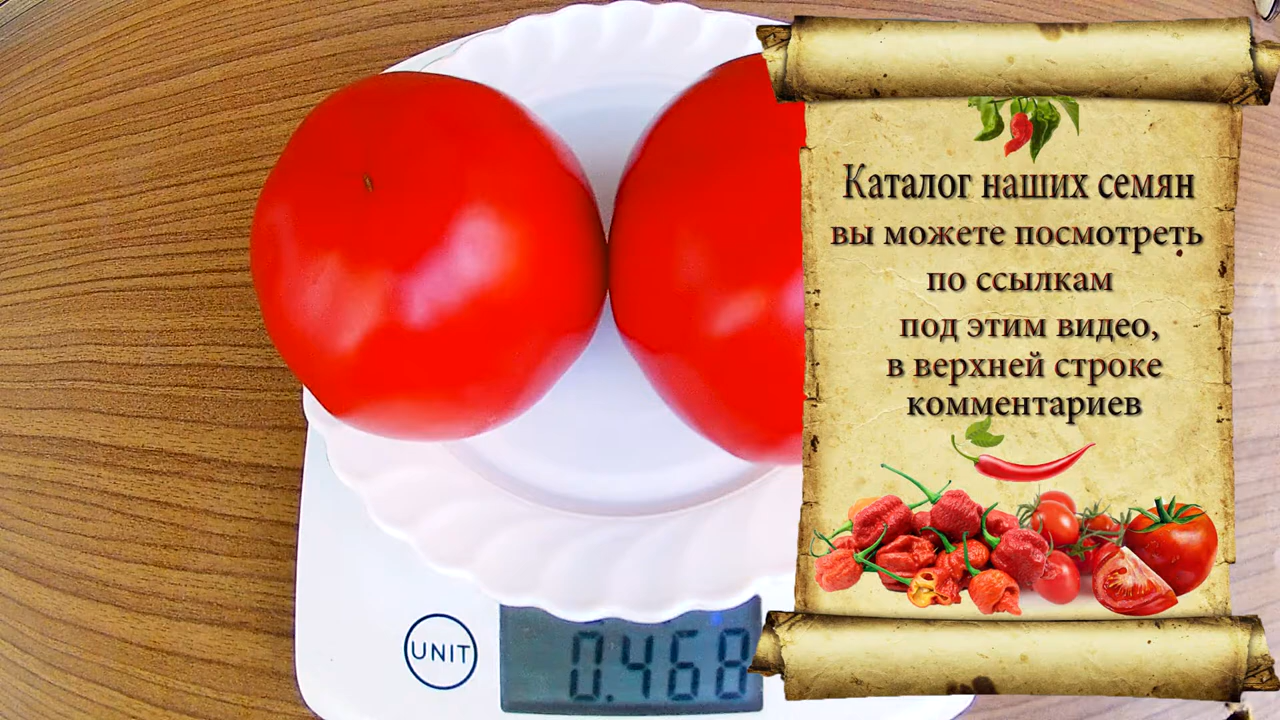 Каталог наших семян
вы можете посмотреть
по ссылкам
под этим видео,
в верхней строке
комментариев
UNIT
0.468